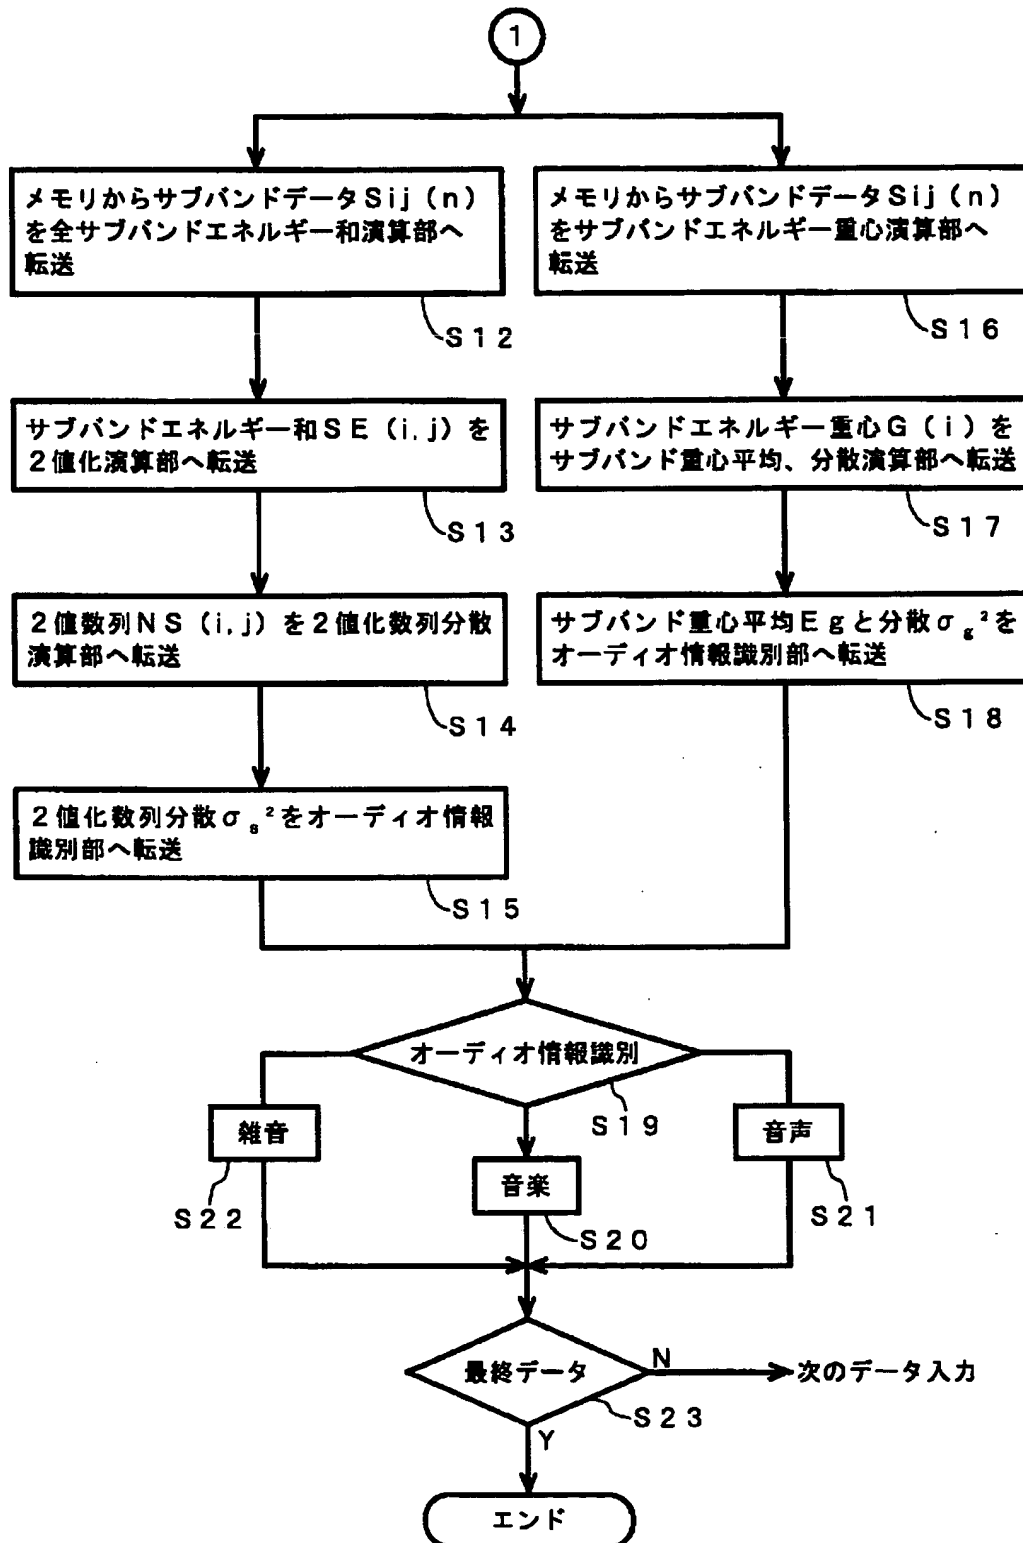 1
メモリからサブバンドデータSij(n)
を全サブバンドエネルギー和演算部へ
転送
S12
メモリからサブバンドデータSij(n)
をサブバンドエネルギー重心演算部へ
転送
S16
サブバンドエネルギー和SE(i,j)を
2値化演算部へ転送
S13
サブバンドエネルギー重心G(i)を
サブバンド重心平均、分散演算部へ転送
S17
2値数列NS(i,j)を2値化数列分散
演算部へ転送
S14
サブバンド重心平均Egと分散σg²を
オーディオ情報識別部へ転送
S18
2値化数列分散σs²をオーディオ情報
識別部へ転送
S15
オーディオ情報識別
S19
雑音
S22
音楽
S20
音声
S21
最終データ
S23
N
次のデータ入力
Y
エンド